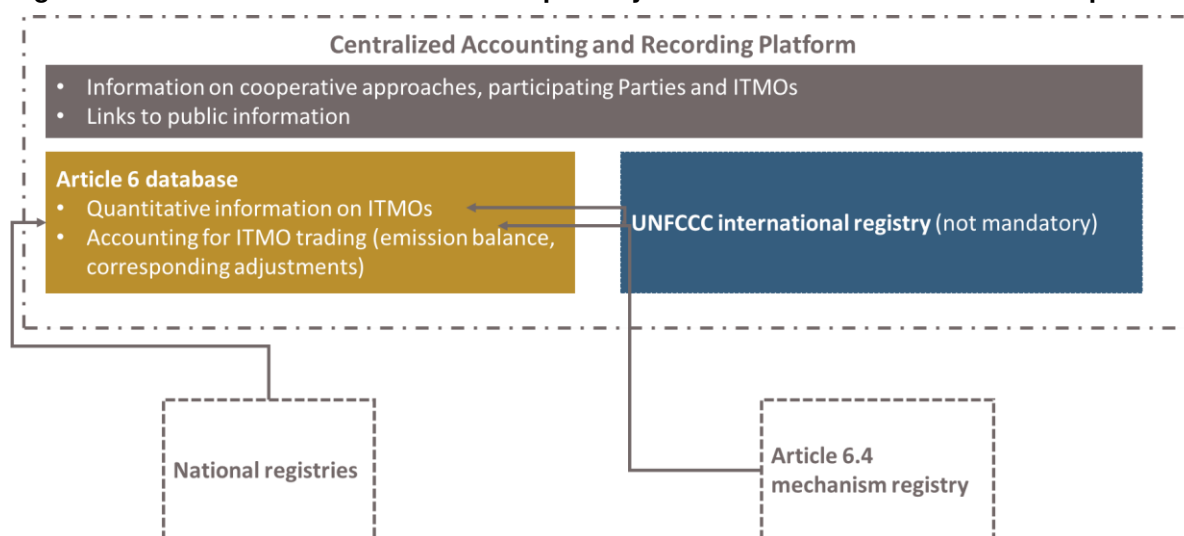 Centralized Accounting and Recording Platform
• Information on cooperative approaches, participating Parties and ITMOs
• Links to public information
Article 6 database
• Quantitative information on ITMOs
• Accounting for ITMO trading (emission balance,
corresponding adjustments)
UNFCCC international registry (not mandatory)
National registries
Article 6.4
mechanism registry